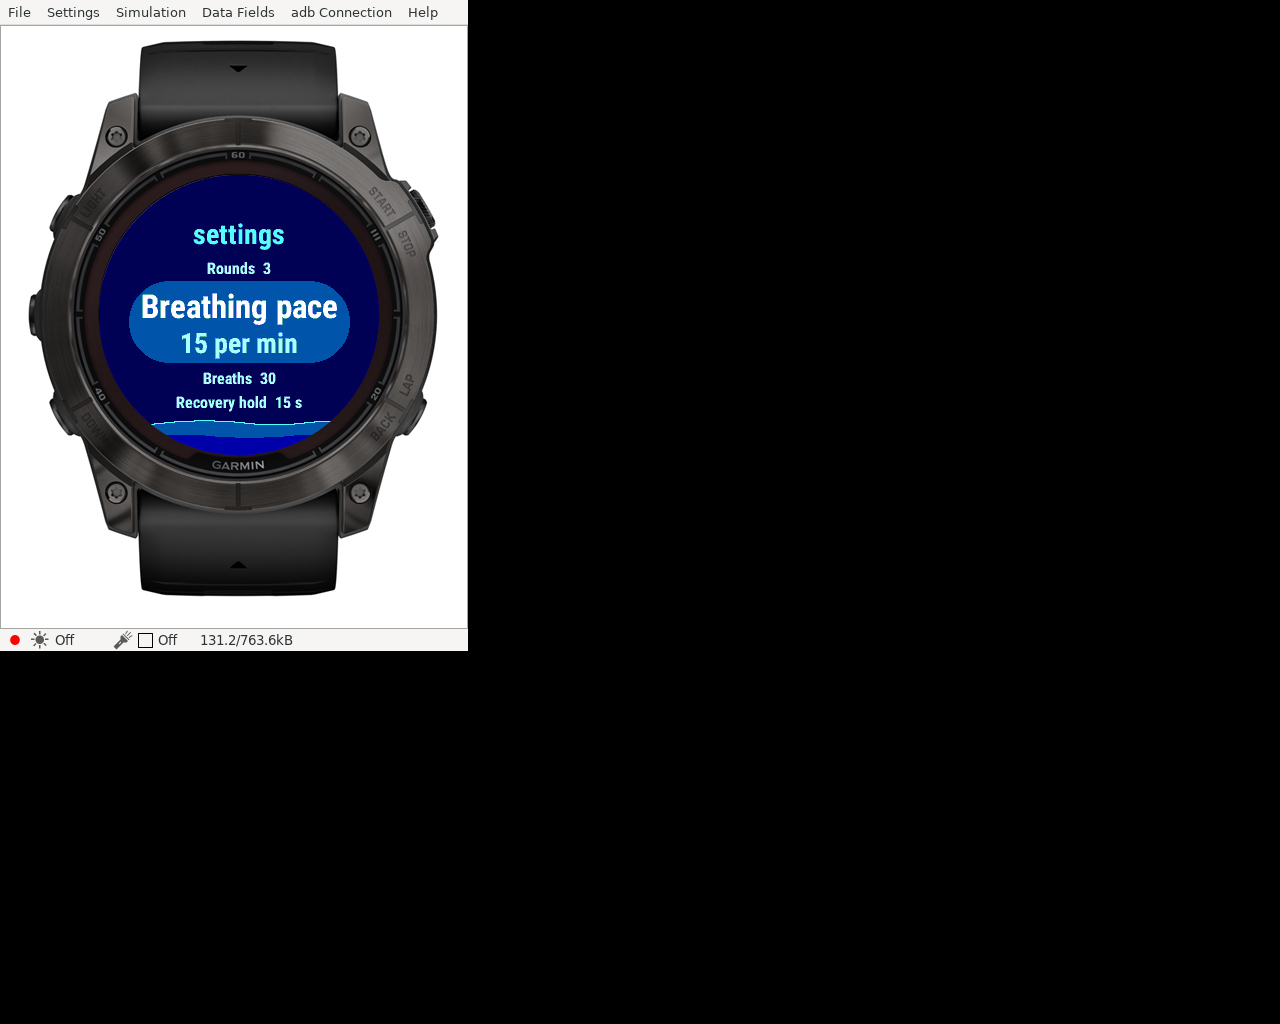 File Settings Simulation Data Fields adb Connection Help
60
LIGHT
START
STOP
50
settings
Rounds 3
Breathing pace
15 per min
Breaths 30
Recovery hold 15 s
40
20
LAP
BACK
GARMIN
Off Off 131.2/763.6kB